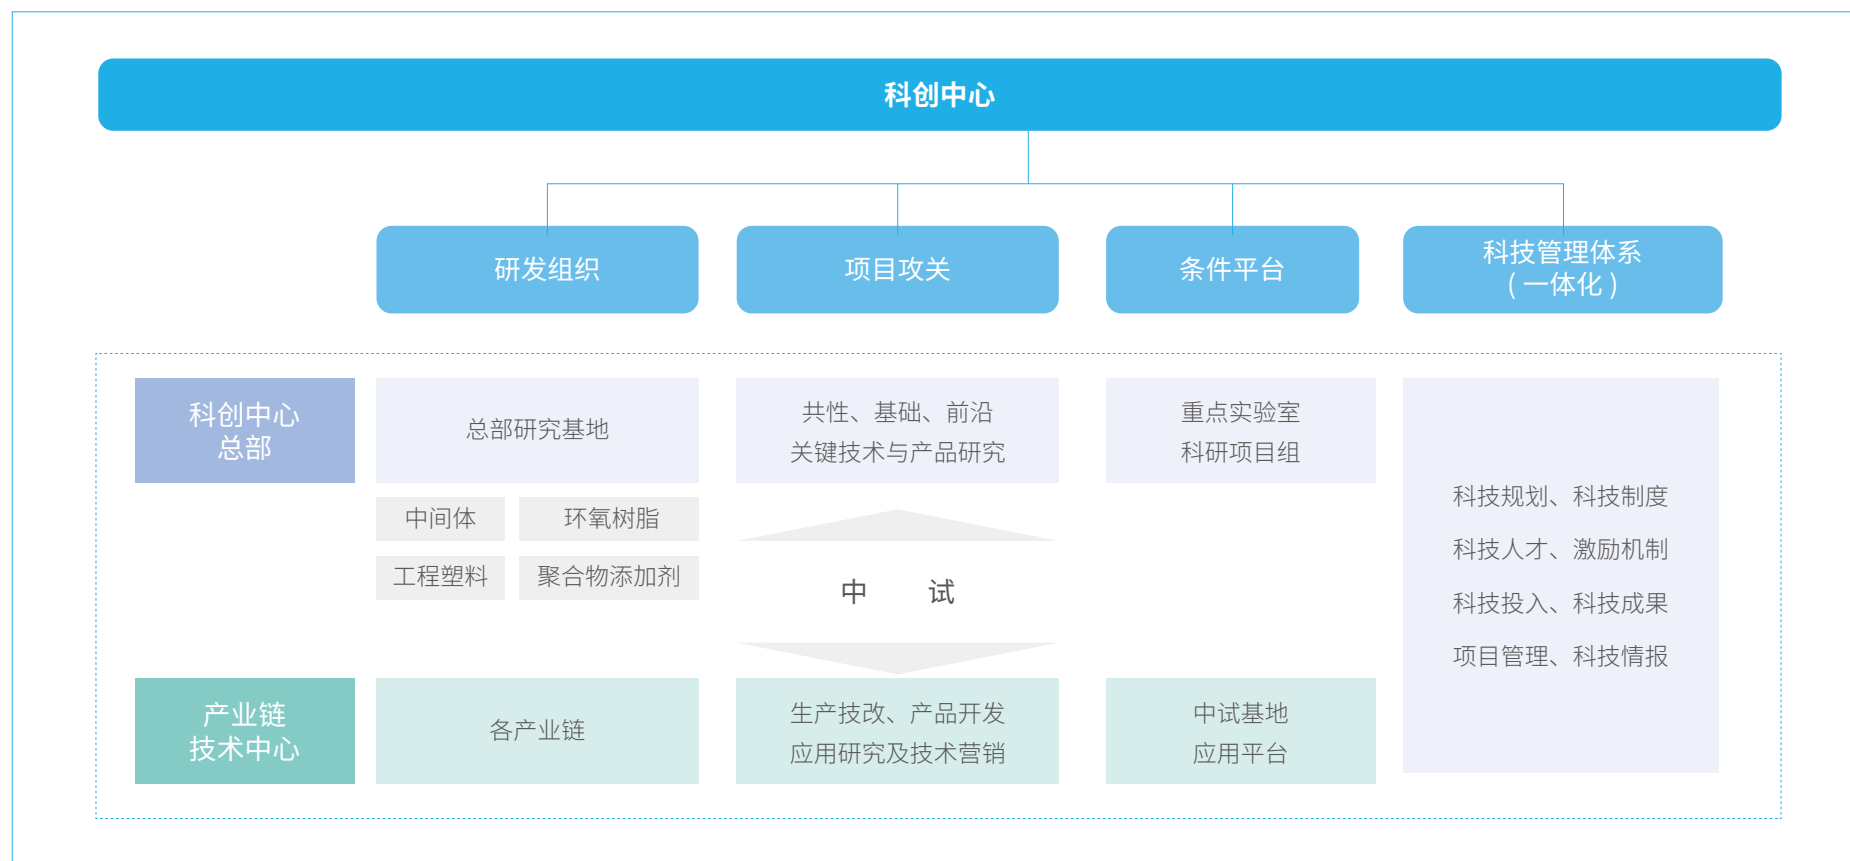 科创中心
研发组织
项目攻关
条件平台
科技管理体系
( 一体化 )
科创中心
总部
总部研究基地
共性、基础、前沿
关键技术与产品研究
重点实验室
科研项目组
中间体
环氧树脂
工程塑料
聚合物添加剂
中 试
科技规划、科技制度
科技人才、激励机制
科技投入、科技成果
项目管理、科技情报
产业链
技术中心
各产业链
生产技改、产品开发
应用研究及技术营销
中试基地
应用平台